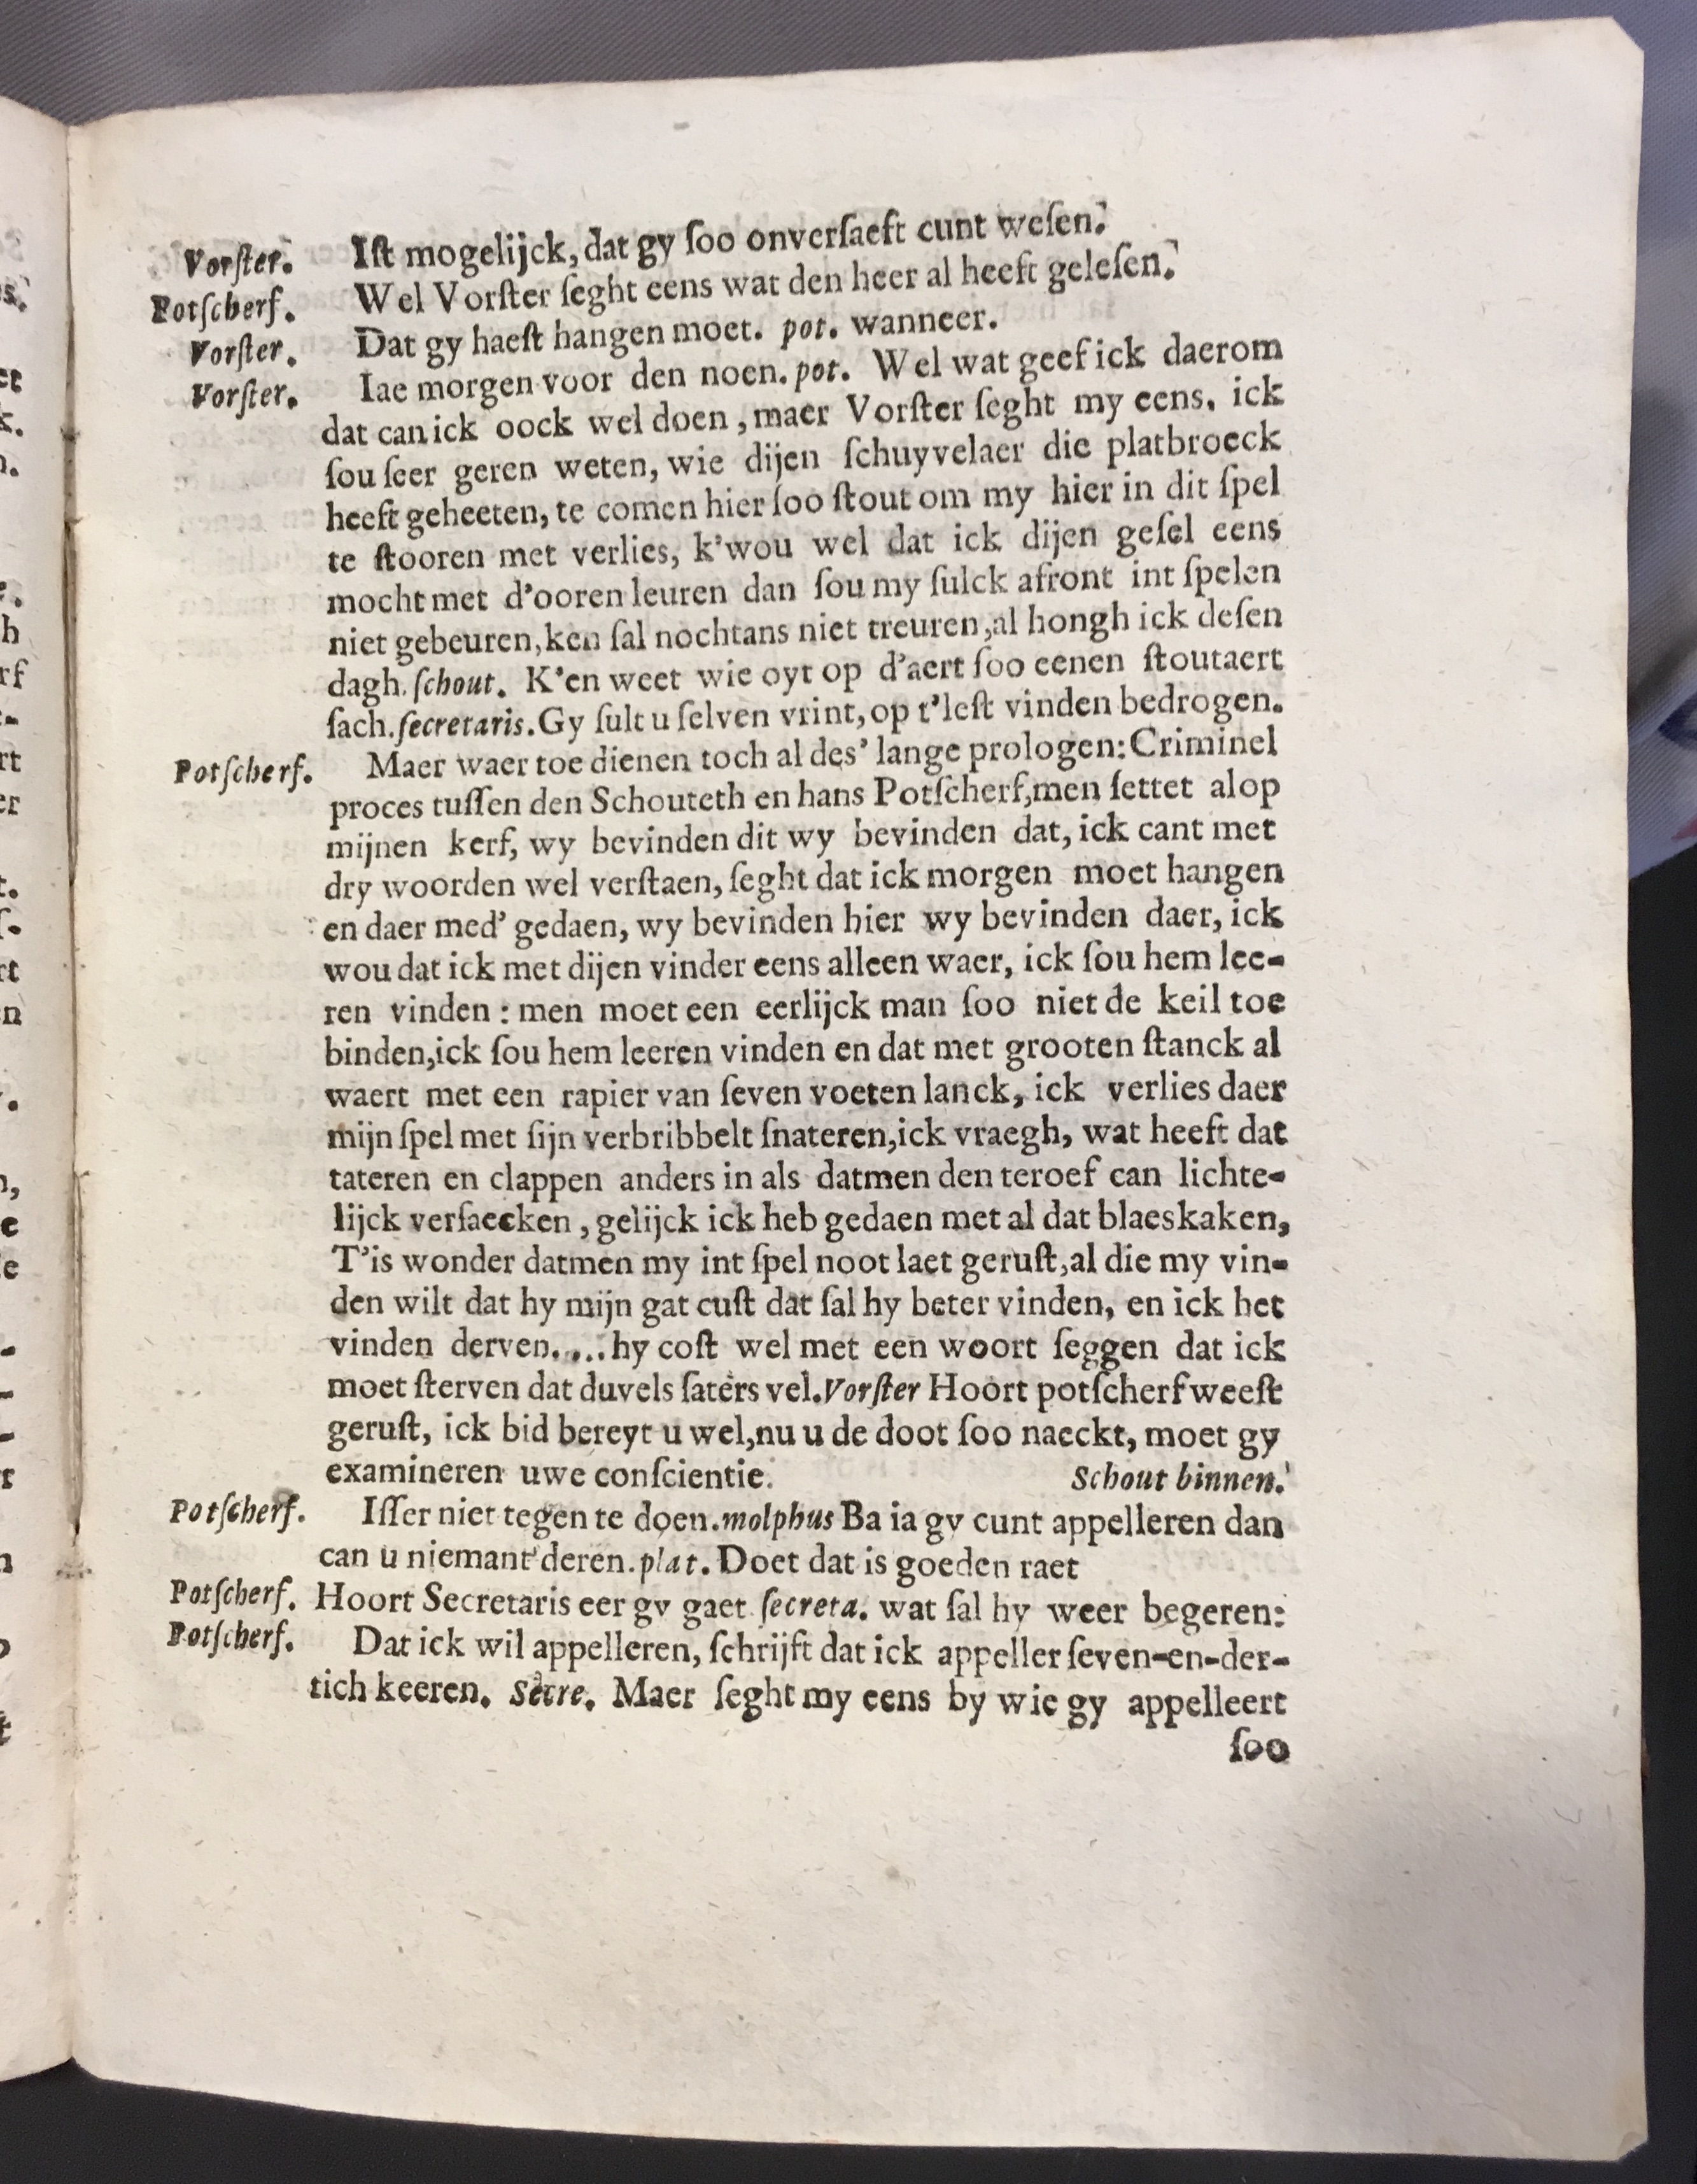 Vorſter. Iſt mogelijck, dat gy ſoo onverſaeft cunt weſen.
Potſcherf. Wel Vorſter ſeght eens wat den heer al heeft geleſen.
Vorſter. Dat gy haeſt hangen moet. pot. wanneer.
Vorſter. Iae morgen voor den noen. pot. Wel wat geef ick daerom
dat can ick oock wel doen, maer Vorſter ſeght my eens, ick
ſou ſeer geren weten, wie dijen ſchuyvelaer die platbroeck
heeft geheeten, te comen hier ſoo ſtout om my hier in dit ſpel
te ſtooren met verlies, k'wou wel dat ick dijen geſel eens
mocht met d'ooren leuren dan ſou my ſulck afront int ſpelen
niet gebeuren, ken ſal nochtans niet treuren, al hongh ick deſen
dagh. ſchout. K'en weet wie oyt op d'aert ſoo eenen ſtoutaert
ſach. ſecretaris. Gy ſult u ſelven vrint, op t'leſt vinden bedrogen.
Potſcherf. Maer waer toe dienen toch al des' lange prologen: Criminel
proces tuſſen den Schouteth en hans Potſcherf, men ſettet al op
mijnen kerf, wy bevinden dit wy bevinden dat, ick cant met
dry woorden wel verſtaen, ſeght dat ick morgen moet hangen
en daer med' gedaen, wy bevinden hier wy bevinden daer, ick
wou dat ick met dijen vinder eens alleen waer, ick ſou hem lee-
ren vinden : men moet een eerlijck man ſoo niet de keil toe
binden, ick ſou hem leeren vinden en dat met grooten ſtanck al
waert met een rapier van ſeven voeten lanck, ick verlies daer
mijn ſpel met ſijn verbribbelt ſnateren, ick vraegh, wat heeft dat
tateren en clappen anders in als datmen den teroef can lichte-
lijck verſaecken, gelijck ick heb gedaen met al dat blaeskaken,
T'is wonder datmen my int ſpel noot laet geruſt, al die my vin-
den wilt dat hy mijn gat cuſt dat ſal hy beter vinden, en ick het
vinden derven.... hy coſt wel met een woort ſeggen dat ick
moet ſterven dat duvels ſaters vel. Vorſter Hoort potſcherf weeſt
geruſt, ick bid bereyt u wel, nu u de doot ſoo naeckt, moet gy
examineren uwe conſcientie. Schout binnen.
Potſcherf. Iſſer niet tegen te doen. molphus Ba ia gy cunt appelleren dan
can u niemant deren. plat. Doet dat is goeden raet
Potſcherf. Hoort Secretaris eer gy gaet. ſecreta. wat ſal hy weer begeren:
Potſcherf. Dat ick wil appelleren, ſchrijft dat ick appeller ſeven-en-der-
tich keeren. Secre. Maer ſeght my eens by wie gy appelleert
ſoo